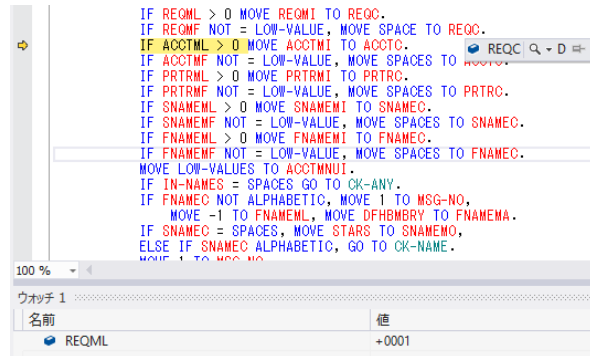 IF REQML > 0 MOVE REQMI TO REQC.
IF REQMF NOT = LOW-VALUE, MOVE SPACE TO REQC.
IF ACCTML > 0 MOVE ACCTMI TO ACCTC.
IF ACCTMF NOT = LOW-VALUE, MOVE SPACES TO
REQC
D
IF PRTRML > 0 MOVE PRTRMI TO PRTRC.
IF PRTRMF NOT = LOW-VALUE, MOVE SPACES TO PRTRC.
IF SNAMEML > 0 MOVE SNAMEMI TO SNAMEC.
IF SNAMEMF NOT = LOW-VALUE, MOVE SPACES TO SNAMEC.
IF FNAMEML > 0 MOVE FNAMEMI TO FNAMEC.
IF FNAMEMF NOT = LOW-VALUE, MOVE SPACES TO FNAMEC.
MOVE LOW-VALUES TO ACCTMNUI.
IF IN-NAMES = SPACES GO TO CK-ANY.
IF FNAMEC NOT ALPHABETIC, MOVE 1 TO MSG-NO,
MOVE -1 TO FNAMEML, MOVE DFHBMBRY TO FNAMEMA.
IF SNAMEC = SPACES, MOVE STARS TO SNAMEMO,
ELSE IF SNAMEC ALPHABETIC, GO TO CK-NAME.
MOVE 1 TO MSG-NO
100 %
ウォッチ 1
名前 値
REQML +0001